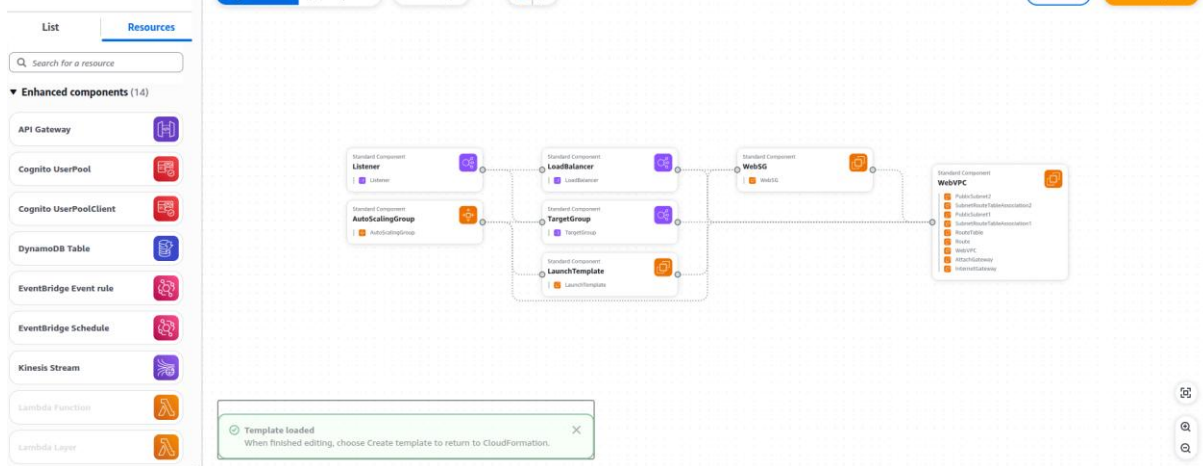 List
Resources
Search for a resource
Enhanced components (14)
API Gateway
Cognito UserPool
Cognito UserPoolClient
DynamoDB Table
EventBridge Event rule
EventBridge Schedule
Kinesis Stream
Lambda Function
Lambda Layer
Standard Component
Listener
Listener
Standard Component
AutoScalingGroup
AutoScalingGroup
Standard Component
LoadBalancer
LoadBalancer
Standard Component
TargetGroup
TargetGroup
Standard Component
LaunchTemplate
LaunchTemplate
Standard Component
WebSG
WebSG
Standard Component
WebVPC
PublicSubnet2
SubnetRouteTableAssociation2
PublicSubnet1
SubnetRouteTableAssociation1
RouteTable
Route
WebVPC
AttachGateway
InternetGateway
Template loaded
When finished editing, choose Create template to return to CloudFormation.